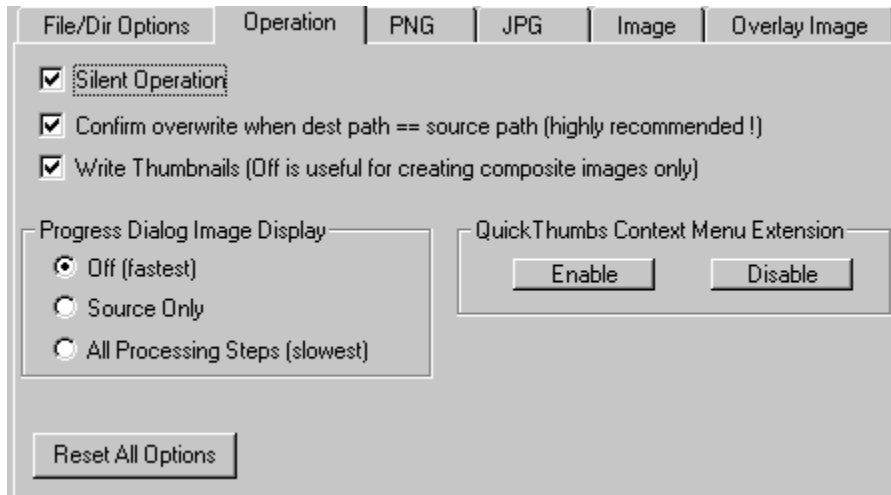 File/Dir Options Operation PNG JPG Image Overlay Image
Silent Operation
Confirm overwrite when dest path == source path (highly recommended !)
Write Thumbnails (Off is useful for creating composite images only)
Progress Dialog Image Display
Off (fastest)
Source Only
All Processing Steps (slowest)
QuickThumbs Context Menu Extension
Enable Disable
Reset All Options